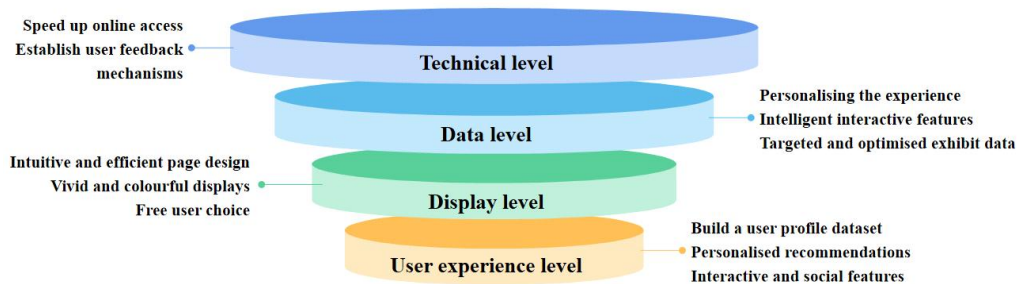 Speed up online access
Establish user feedback
mechanisms
Technical level
Personalising the experience
Intelligent interactive features
Targeted and optimised exhibit data
Data level
Intuitive and efficient page design
Vivid and colourful displays
Free user choice
Display level
Build a user profile dataset
Personalised recommendations
Interactive and social features
User experience level